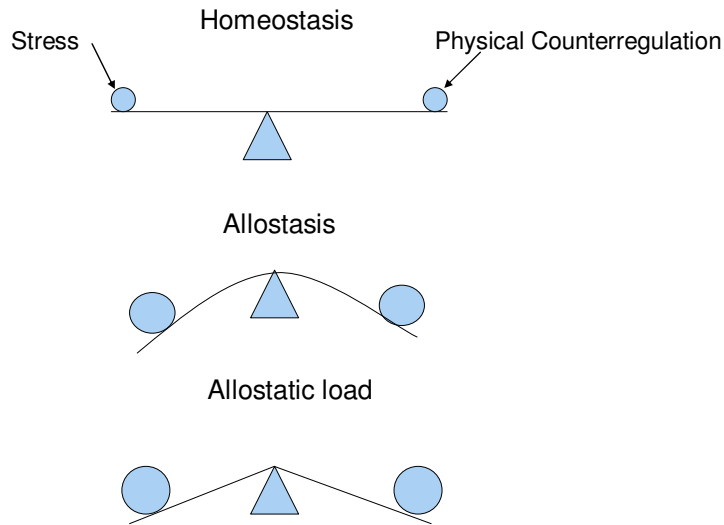 Homeostasis
Stress
Physical Counterregulation
Allostasis
Allostatic load